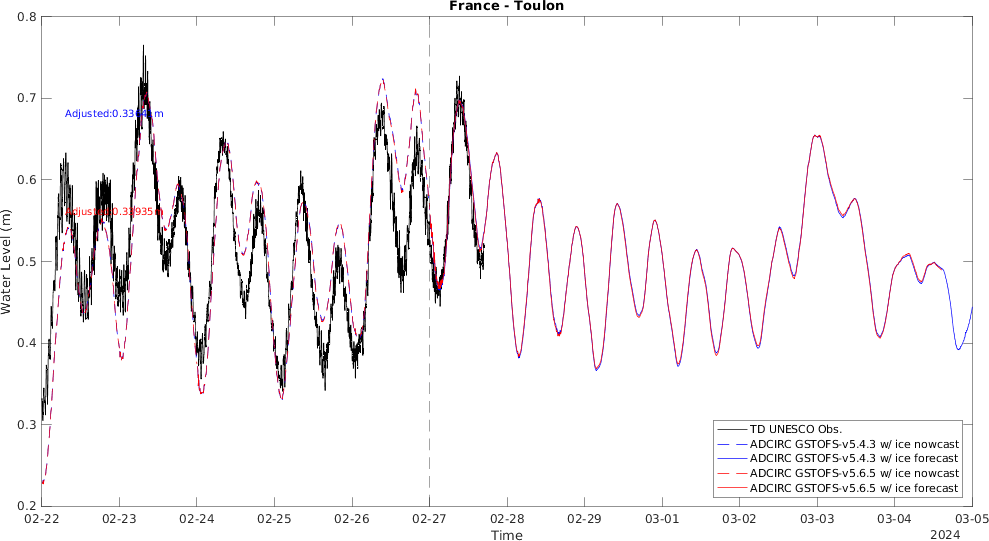 France - Toulon
0.8
0.7
0.6
0.5
0.4
0.3
0.2
Water Level (m)
02-22
02-23
02-24
02-25
02-26
02-27
02-28
02-29
03-01
03-02
03-03
03-04
03-05
Time
2024
TD UNESCO Obs.
ADCIRC GSTOFS-v5.4.3 w/ ice nowcast
ADCIRC GSTOFS-v5.4.3 w/ ice forecast
ADCIRC GSTOFS-v5.6.5 w/ ice nowcast
ADCIRC GSTOFS-v5.6.5 w/ ice forecast